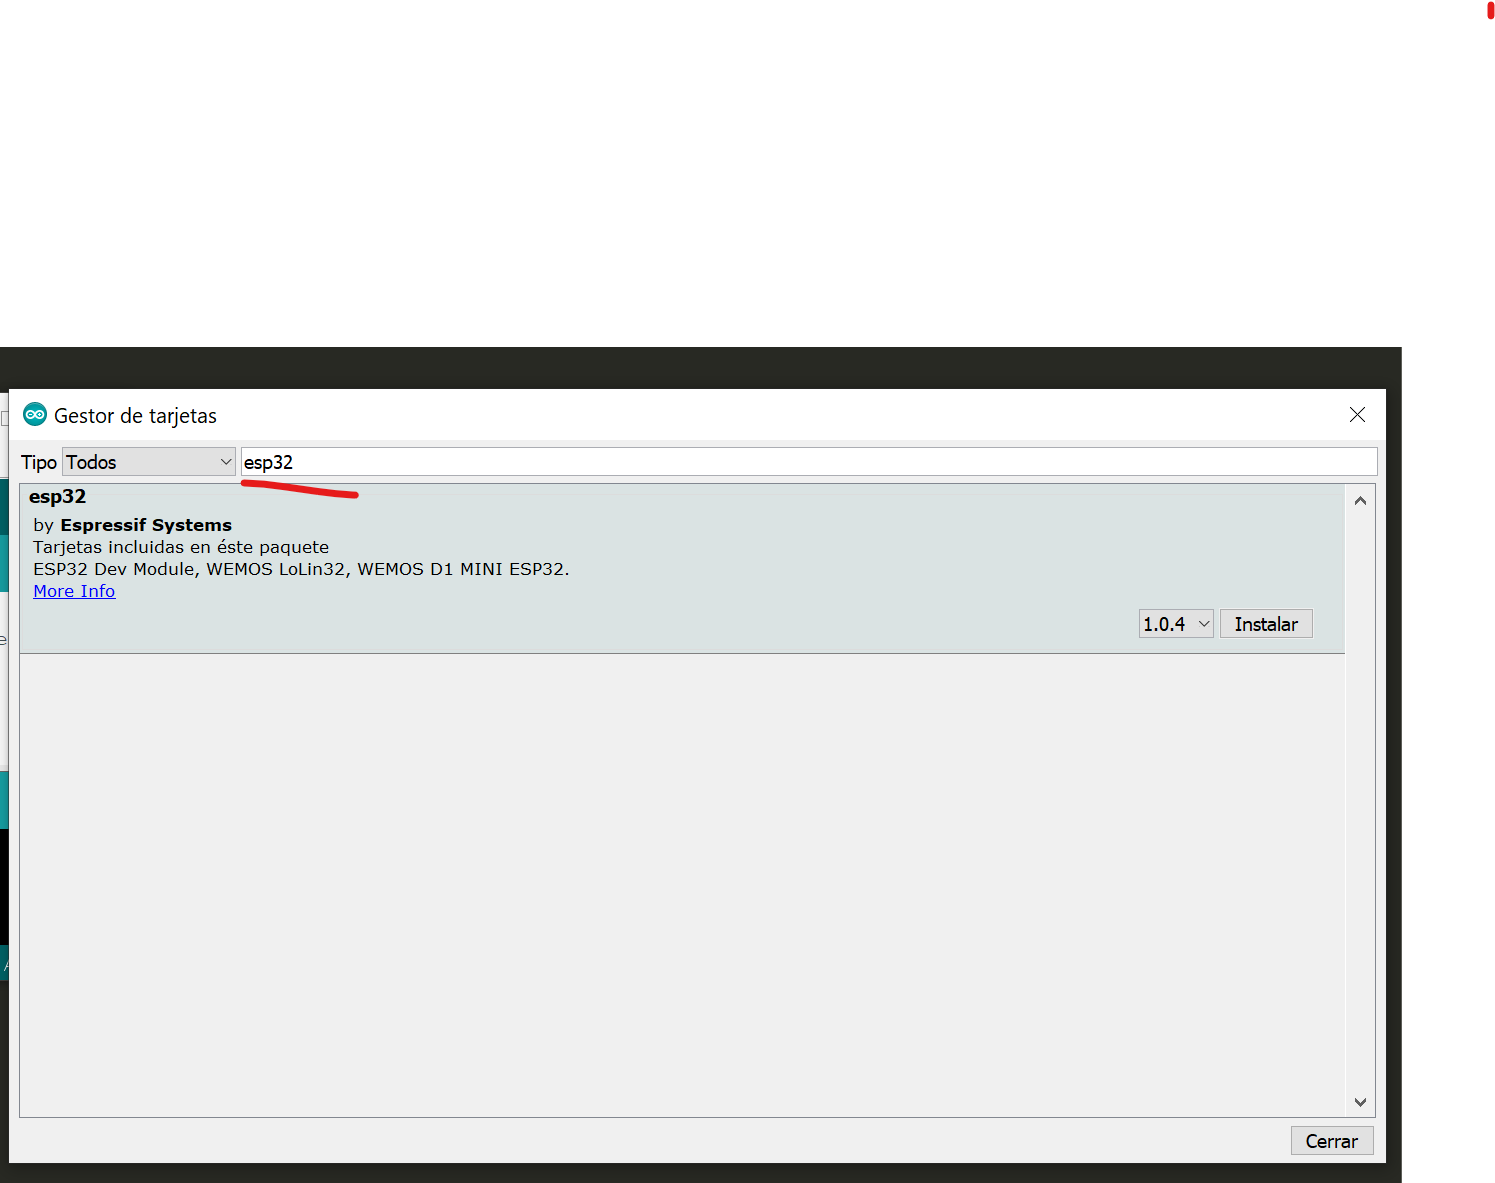 Gestor de tarjetas
Tipo Todos esp32
esp32
by Espressif Systems
Tarjetas incluidas en éste paquete
ESP32 Dev Module, WEMOS LoLin32, WEMOS D1 MINI ESP32.
More Info
1.0.4 Instalar
Cerrar